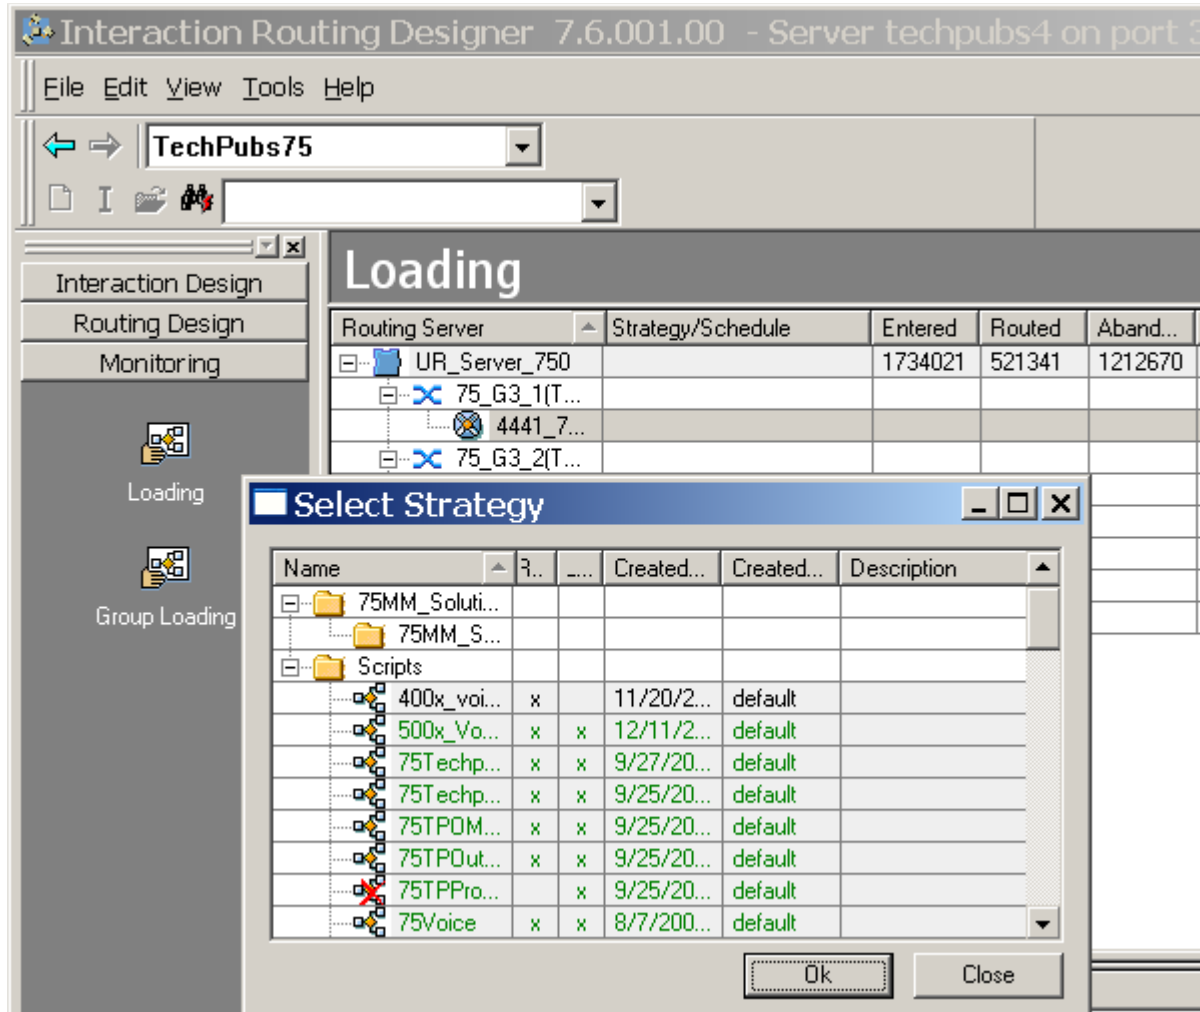 Interaction Routing Designer 7.6.001.00 - Server techpubs4 on port 3
File Edit View Tools Help
TechPubs75
Interaction Design
Routing Design
Monitoring
Loading
Group Loading
Loading
Routing Server Strategy/Schedule Entered Routed Aband...
UR_Server_750 1734021 521341 1212670
75_G3_1(T...
4441_7...
75_G3_2(T...
Select Strategy
Name ... Created... Created... Description
75MM_Soluti...
75MM_S...
Scripts
400x_voi... x 11/20/2... default
500x_Vo... x x 12/11/2... default
75Techp... x x 9/27/20... default
75Techp... x x 9/25/20... default
75TPOM... x x 9/25/20... default
75TPOut... x x 9/25/20... default
75TPPro... x 9/25/20... default
75Voice x x 8/7/200... default
Ok Close